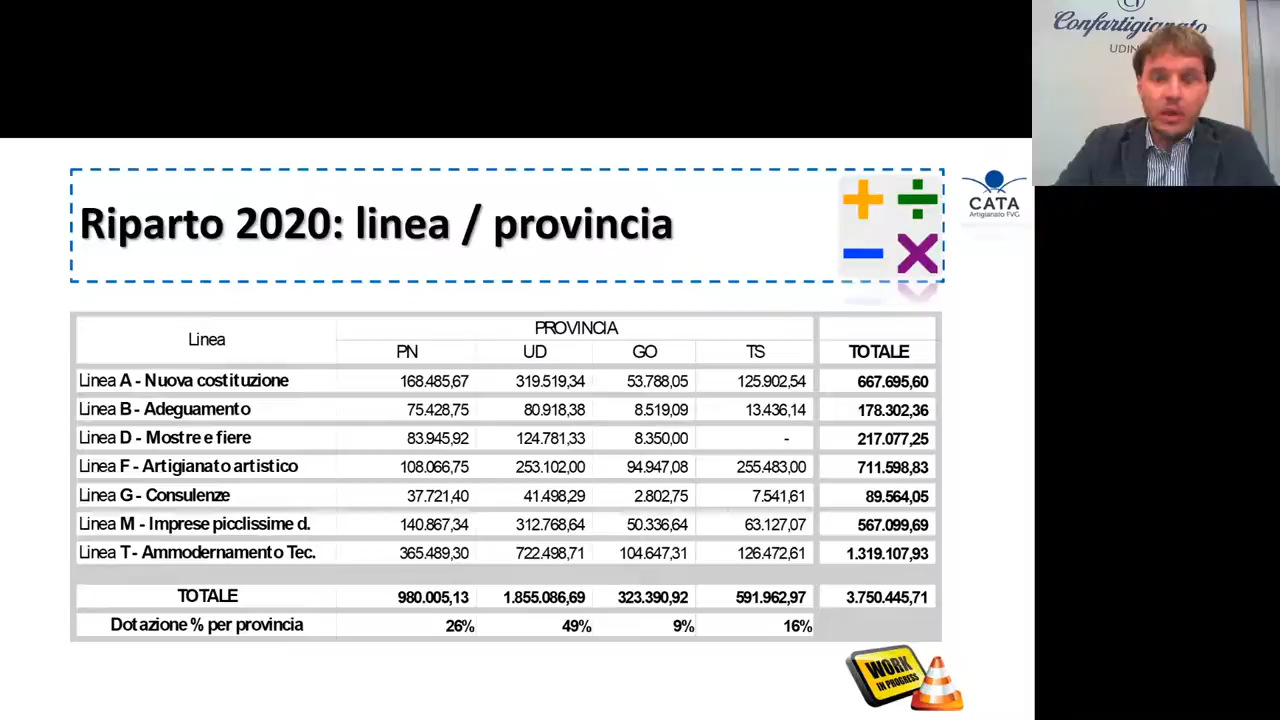 Confartigianato
UDIN
Riparto 2020: linea / provincia
CATA
Artigianato FVG
Linea PROVINCIA
PN UD GO TS TOTALE
Linea A - Nuova costituzione 168.485,67 319.519,34 53.788,05 125.902,54 667.695,60
Linea B - Adeguamento 75.428,75 80.918,38 8.519,09 13.436,14 178.302,36
Linea D - Mostre e fiere 83.945,92 124.781,33 8.350,00 - 217.077,25
Linea F - Artigianato artistico 108.066,75 253.102,00 94.947,08 255.483,00 711.598,83
Linea G - Consulenze 37.721,40 41.498,29 2.802,75 7.541,61 89.564,05
Linea M - Imprese picclissime d. 140.867,34 312.768,64 50.336,64 63.127,07 567.099,69
Linea T - Ammodernamento Tec. 365.489,30 722.498,71 104.647,31 126.472,61 1.319.107,93
TOTALE 980.005,13 1.855.086,69 323.390,92 591.962,97 3.750.445,71
Dotazione % per provincia 26% 49% 9% 16%
WORK
IN PROGRESS